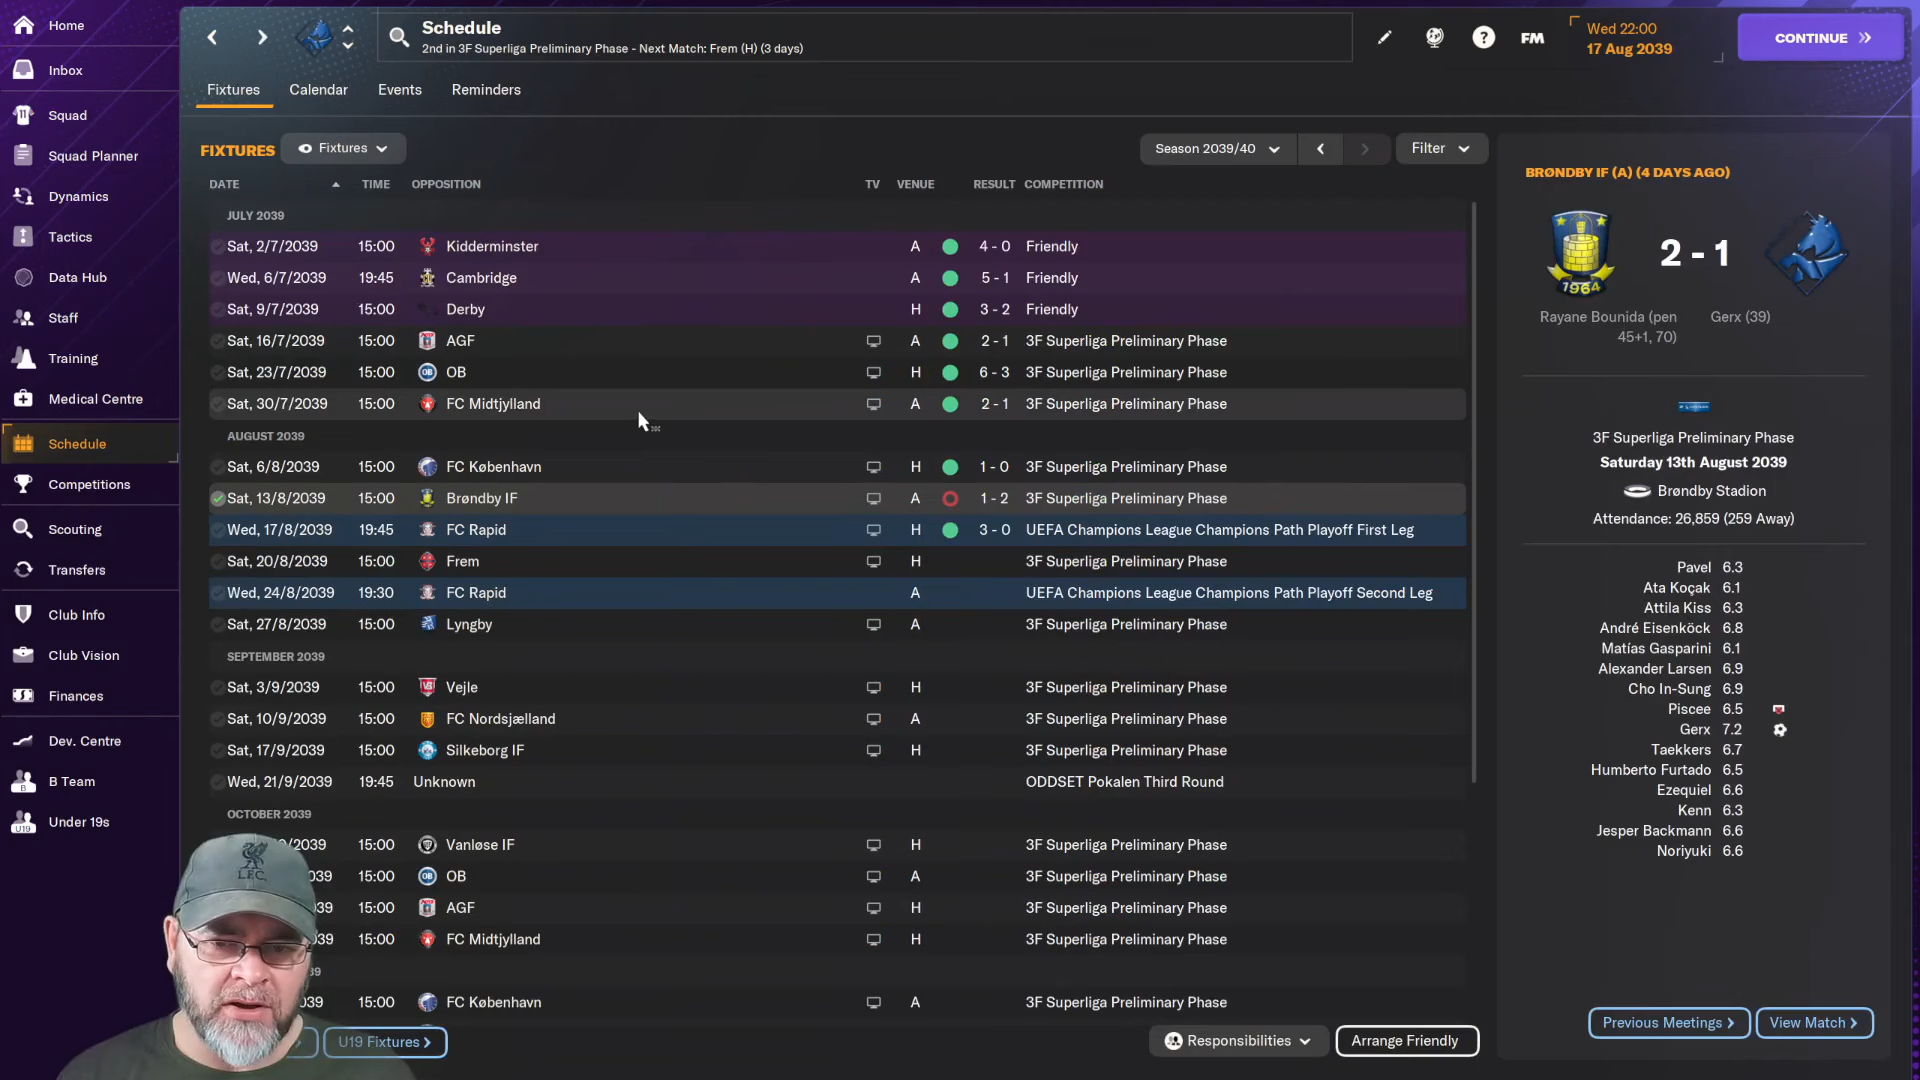 Home
Inbox
Squad
Squad Planner
Dynamics
Tactics
Data Hub
Staff
Training
Medical Centre
Schedule
Competitions
Scouting
Transfers
Club Info
Club Vision
Finances
Dev. Centre
B Team
Under 19s
Schedule
2nd in 3F Superliga Preliminary Phase - Next Match: Frem (H) (3 days)
FM
Wed 22:00
17 Aug 2039
CONTINUE
Fixtures Calendar Events Reminders
FIXTURES Fixtures Season 2039/40 Filter
DATE TIME OPPOSITION TV VENUE RESULT COMPETITION
JULY 2039
Sat, 2/7/2039 15:00 Kidderminster A 4 - 0 Friendly
Wed, 6/7/2039 19:45 Cambridge A 5 - 1 Friendly
Sat, 9/7/2039 15:00 Derby H 3 - 2 Friendly
Sat, 16/7/2039 15:00 AGF A 2 - 1 3F Superliga Preliminary Phase
Sat, 23/7/2039 15:00 OB H 6 - 3 3F Superliga Preliminary Phase
Sat, 30/7/2039 15:00 FC Midtjylland A 2 - 1 3F Superliga Preliminary Phase
AUGUST 2039
Sat, 6/8/2039 15:00 FC København H 1 - 0 3F Superliga Preliminary Phase
Sat, 13/8/2039 15:00 Brøndby IF A 1 - 2 3F Superliga Preliminary Phase
Wed, 17/8/2039 19:45 FC Rapid H 3 - 0 UEFA Champions League Champions Path Playoff First Leg
Sat, 20/8/2039 15:00 Frem H 3F Superliga Preliminary Phase
Wed, 24/8/2039 19:30 FC Rapid A UEFA Champions League Champions Path Playoff Second Leg
Sat, 27/8/2039 15:00 Lyngby A 3F Superliga Preliminary Phase
SEPTEMBER 2039
Sat, 3/9/2039 15:00 Vejle H 3F Superliga Preliminary Phase
Sat, 10/9/2039 15:00 FC Nordsjælland A 3F Superliga Preliminary Phase
Sat, 17/9/2039 15:00 Silkeborg IF H 3F Superliga Preliminary Phase
Wed, 21/9/2039 19:45 Unknown ODDSET Pokalen Third Round
OCTOBER 2039
15:00 Vanløse IF H 3F Superliga Preliminary Phase
15:00 OB A 3F Superliga Preliminary Phase
15:00 AGF H 3F Superliga Preliminary Phase
15:00 FC Midtjylland H 3F Superliga Preliminary Phase
15:00 FC København A 3F Superliga Preliminary Phase
U19 Fixtures Responsibilities Arrange Friendly
BRØNDBY IF (A) (4 DAYS AGO)
1964
2 - 1
Rayane Bounida (pen
45+1, 70)
Gerx (39)
3F Superliga Preliminary Phase
Saturday 13th August 2039
Brøndby Stadion
Attendance: 26,859 (259 Away)
Pavel 6.3
Ata Koçak 6.1
Attila Kiss 6.3
André Eisenköck 6.8
Matías Gasparini 6.1
Alexander Larsen 6.9
Cho In-Sung 6.9
Piscee 6.5
Gerx 7.2
Taekkers 6.7
Humberto Furtado 6.5
Ezequiel 6.6
Kenn 6.3
Jesper Backmann 6.6
Noriyuki 6.6
Previous Meetings View Match
L.F.C.